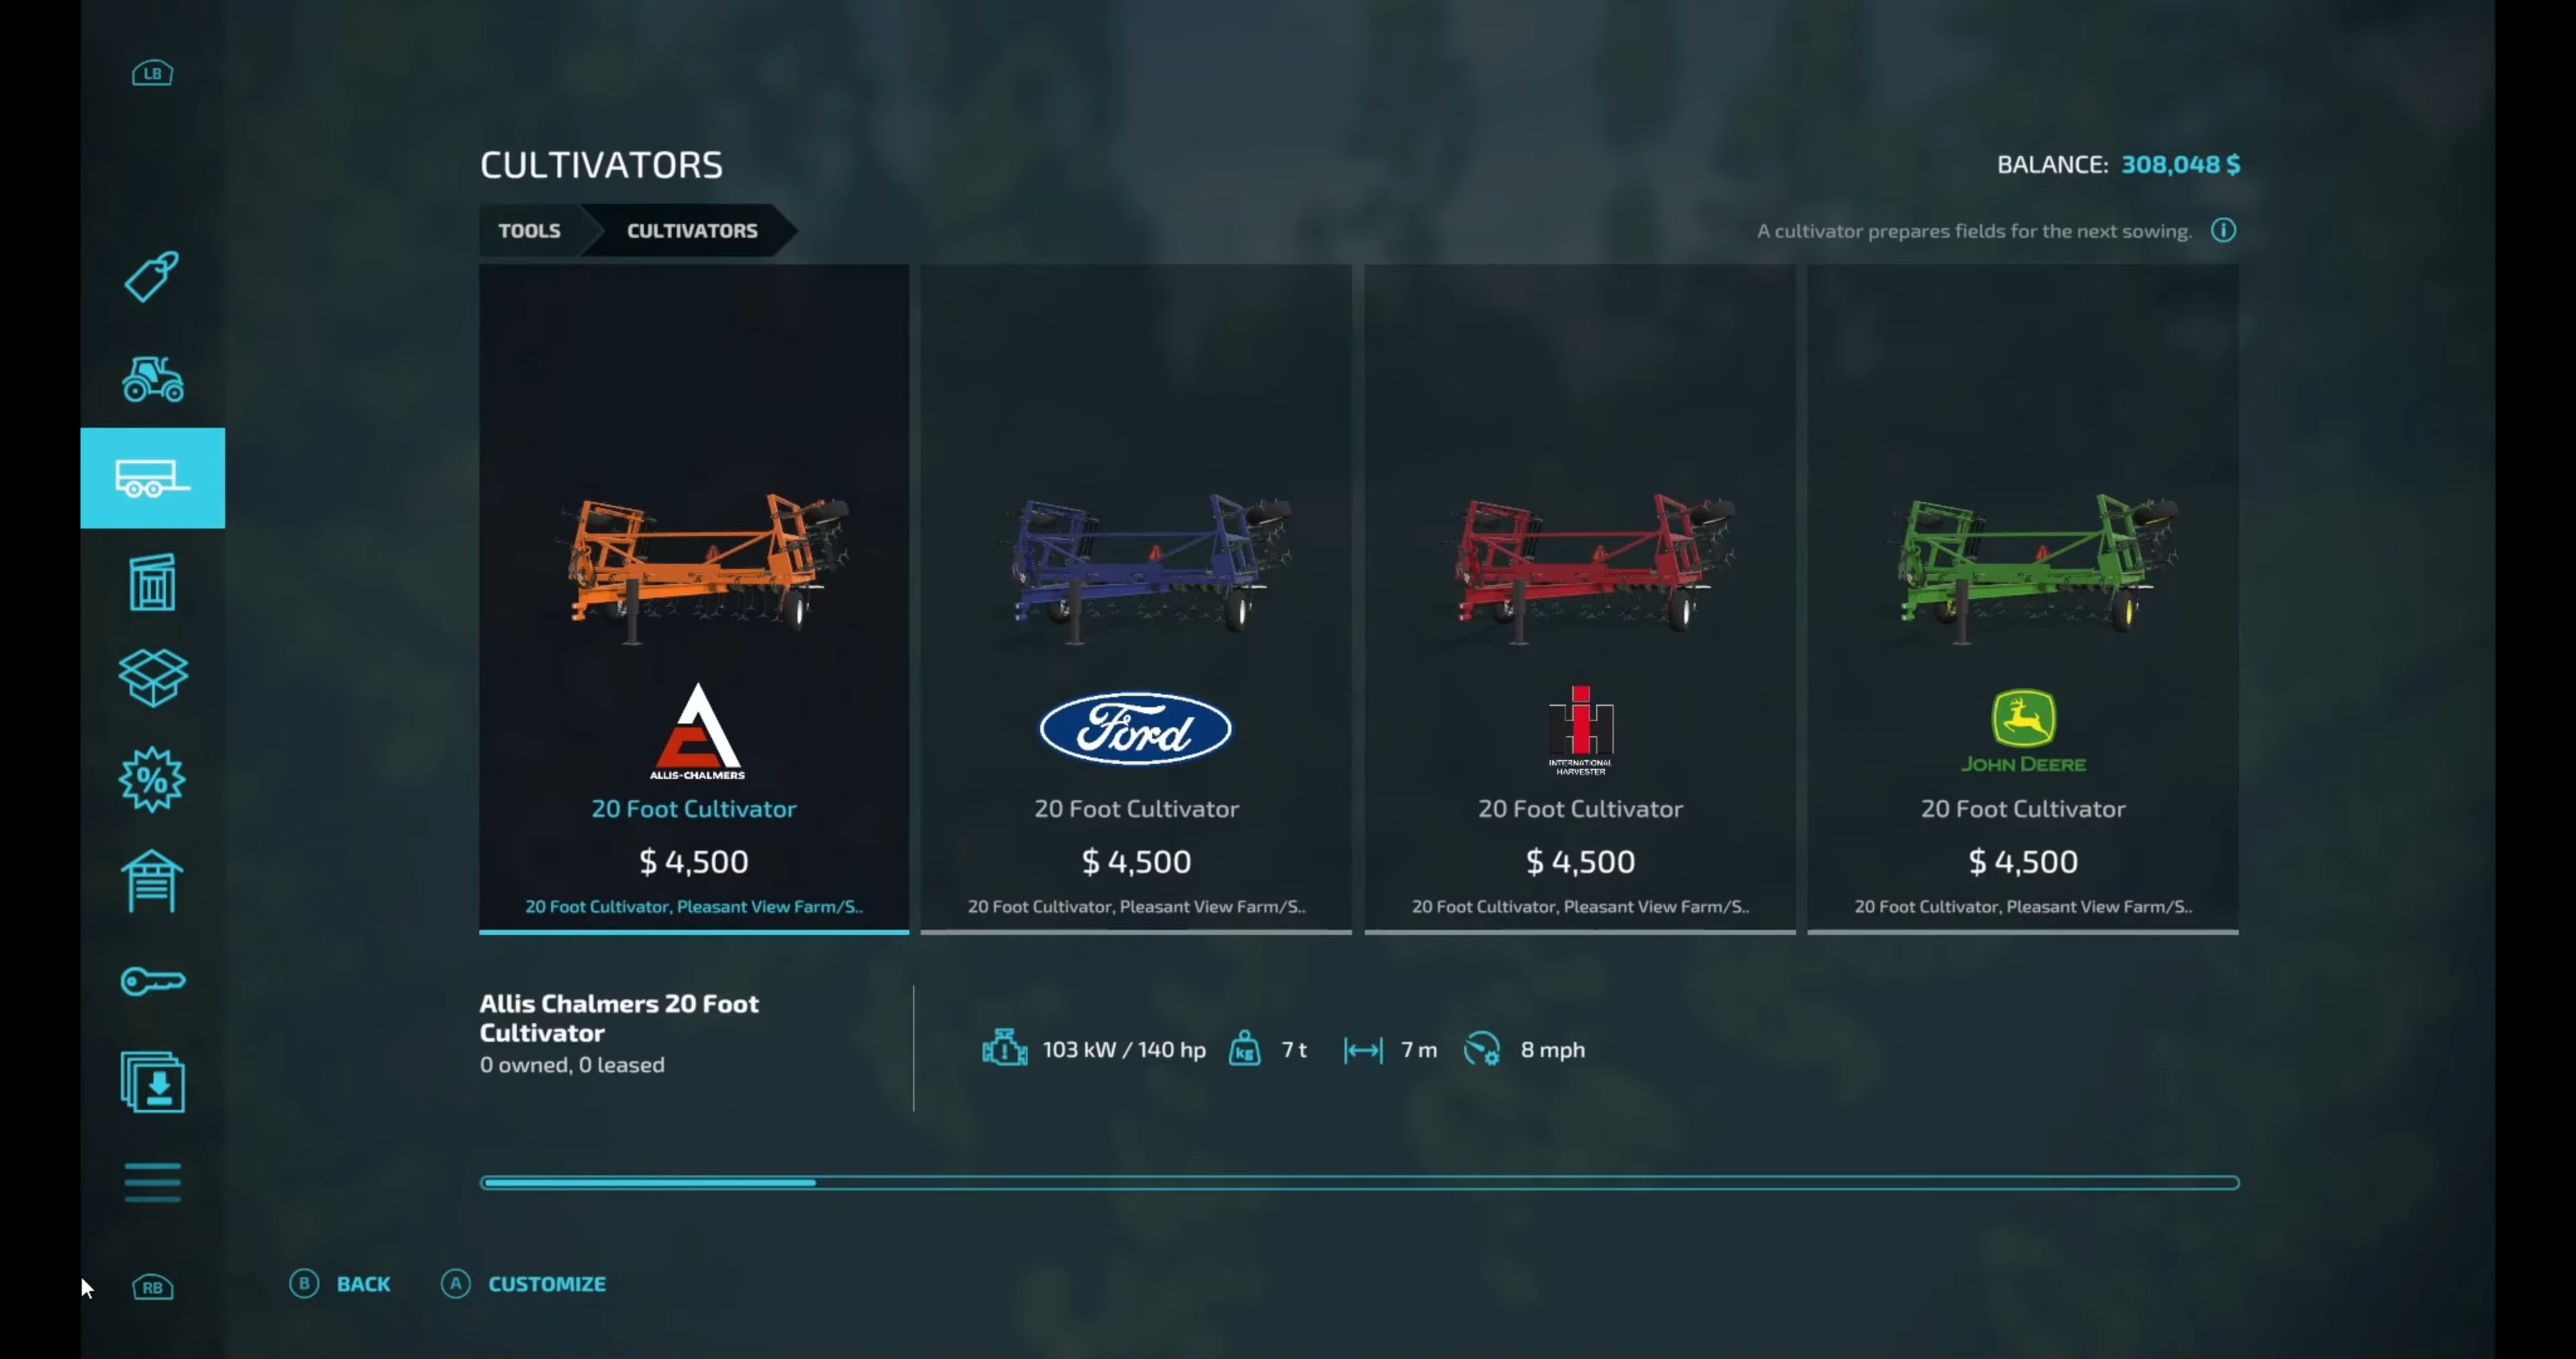 LB
CULTIVATORS
BALANCE: 308,048 $
TOOLS CULTIVATORS
A cultivator prepares fields for the next sowing.
ALLIS-CHALMERS
20 Foot Cultivator
$ 4,500
20 Foot Cultivator, Pleasant View Farm/S..
Ford
20 Foot Cultivator
$ 4,500
20 Foot Cultivator, Pleasant View Farm/S..
INTERNATIONAL
HARVESTER
20 Foot Cultivator
$ 4,500
20 Foot Cultivator, Pleasant View Farm/S..
JOHN DEERE
20 Foot Cultivator
$ 4,500
20 Foot Cultivator, Pleasant View Farm/S..
Allis Chalmers 20 Foot
Cultivator
0 owned, 0 leased
103 kW / 140 hp kg 7 t 7 m 8 mph
RB B BACK A CUSTOMIZE